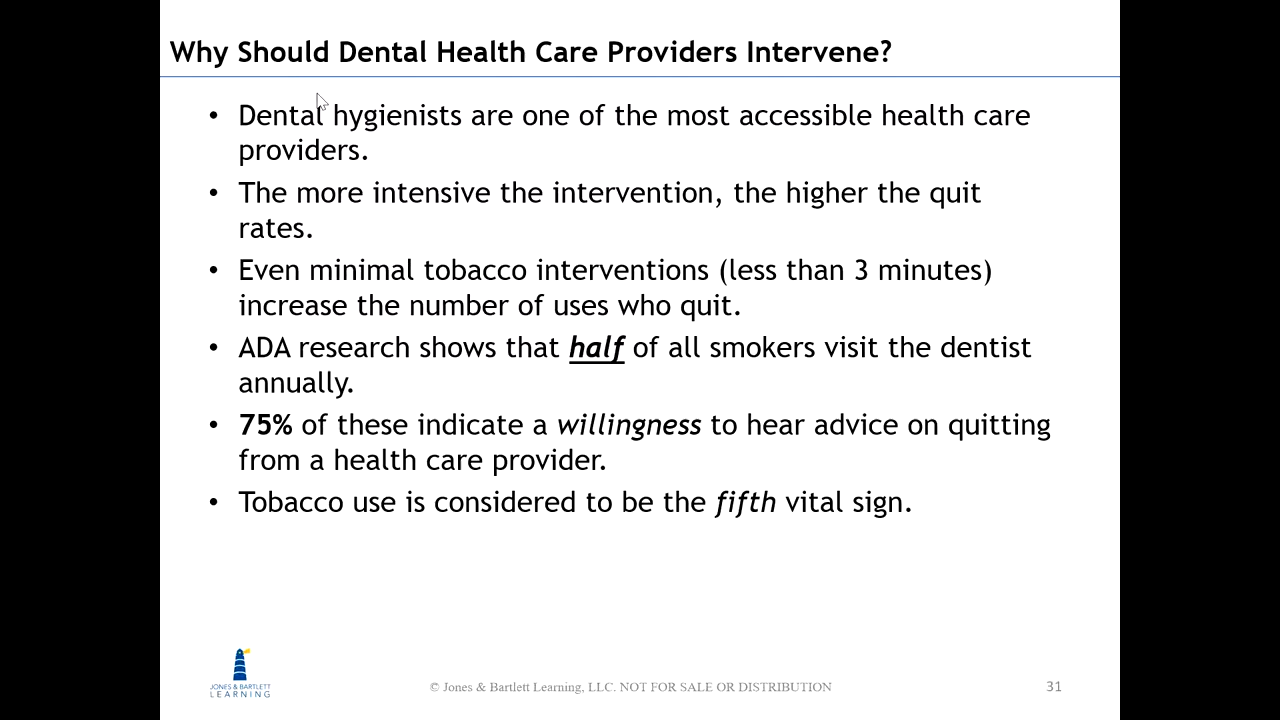 Why Should Dental Health Care Providers Intervene?
• Dental hygienists are one of the most accessible health care
providers.
• The more intensive the intervention, the higher the quit
rates.
• Even minimal tobacco interventions (less than 3 minutes)
increase the number of uses who quit.
• ADA research shows that half of all smokers visit the dentist
annually.
• 75% of these indicate a willingness to hear advice on quitting
from a health care provider.
• Tobacco use is considered to be the fifth vital sign.
JONES & BARTLETT
LEARNING
© Jones & Bartlett Learning, LLC. NOT FOR SALE OR DISTRIBUTION
31